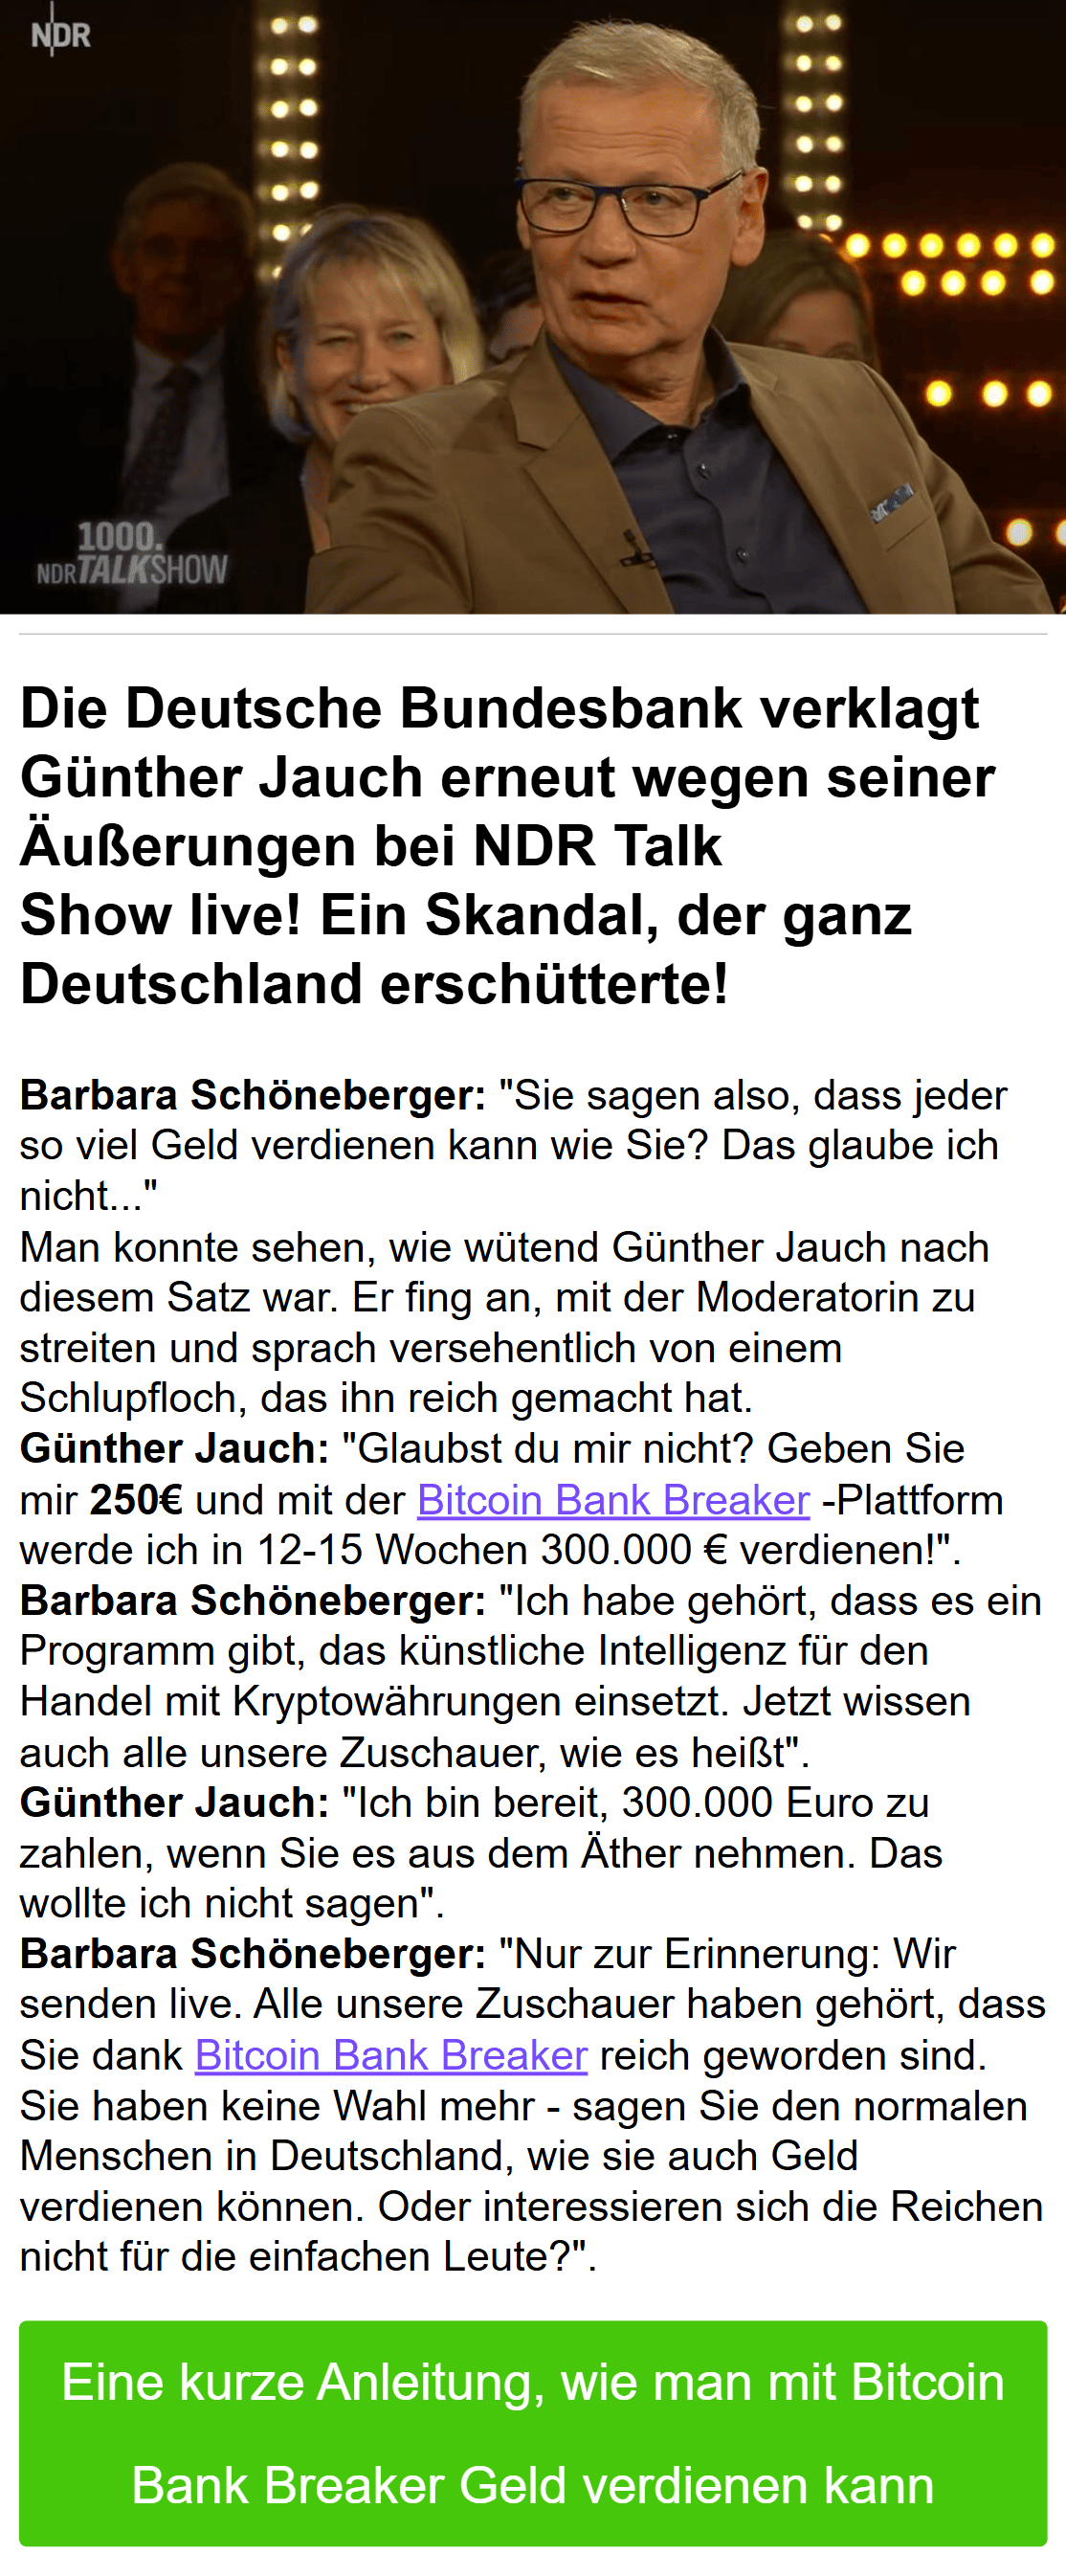 NDR
1000.
NDR TALKSHOW
Die Deutsche Bundesbank verklagt
Günther Jauch erneut wegen seiner
Äußerungen bei NDR Talk
Show live! Ein Skandal, der ganz
Deutschland erschütterte!
Barbara Schöneberger: "Sie sagen also, dass jeder
so viel Geld verdienen kann wie Sie? Das glaube ich
nicht..."
Man konnte sehen, wie wütend Günther Jauch nach
diesem Satz war. Er fing an, mit der Moderatorin zu
streiten und sprach versehentlich von einem
Schlupfloch, das ihn reich gemacht hat.
Günther Jauch: "Glaubst du mir nicht? Geben Sie
mir 250€ und mit der Bitcoin Bank Breaker -Plattform
werde ich in 12-15 Wochen 300.000 € verdienen!".
Barbara Schöneberger: "Ich habe gehört, dass es ein
Programm gibt, das künstliche Intelligenz für den
Handel mit Kryptowährungen einsetzt. Jetzt wissen
auch alle unsere Zuschauer, wie es heißt".
Günther Jauch: "Ich bin bereit, 300.000 Euro zu
zahlen, wenn Sie es aus dem Äther nehmen. Das
wollte ich nicht sagen".
Barbara Schöneberger: "Nur zur Erinnerung: Wir
senden live. Alle unsere Zuschauer haben gehört, dass
Sie dank Bitcoin Bank Breaker reich geworden sind.
Sie haben keine Wahl mehr - sagen Sie den normalen
Menschen in Deutschland, wie sie auch Geld
verdienen können. Oder interessieren sich die Reichen
nicht für die einfachen Leute?".
Eine kurze Anleitung, wie man mit Bitcoin
Bank Breaker Geld verdienen kann